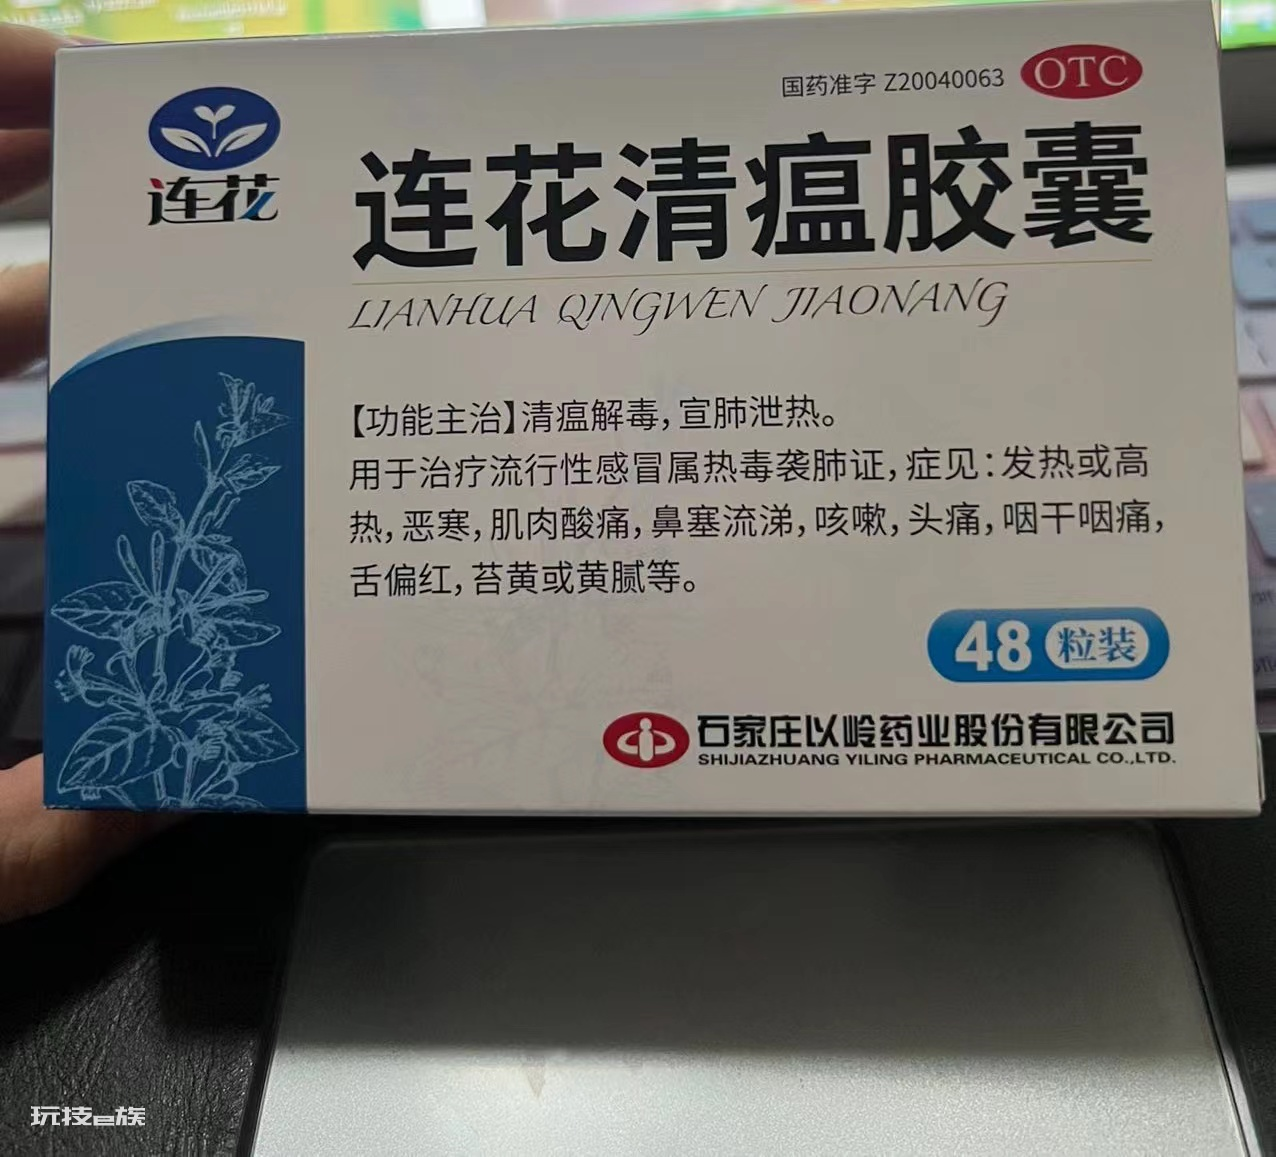 国药准字 Z20040063 OTC
连花
连花清瘟胶囊
LIANHUA QINGWEN JIAONANG
【功能主治】清瘟解毒，宣肺泄热。
用于治疗流行性感冒属热毒袭肺证，症见：发热或高
热，恶寒，肌肉酸痛，鼻塞流涕，咳嗽，头痛，咽干咽痛，
舌偏红，苔黄或黄腻等。
48粒装
石家庄以岭药业股份有限公司
SHIJIAZHUANG YILING PHARMACEUTICAL CO.,LTD.
玩技e族